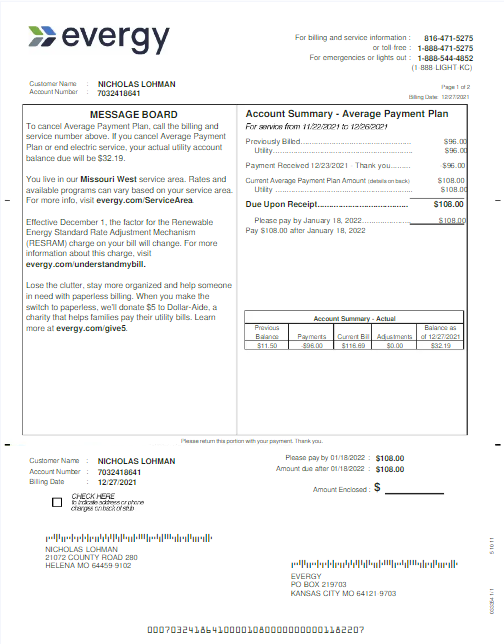 evergy
For billing and service information : 816-471-5275
or toll free : 1-888-471-5275
For emergencies or lights out : 1-888-544-4852
(1 888 LIGHT KC)
Customer Name : NICHOLAS LOHMAN
Account Number : 7032418641
Page 1 of 2
Billing Date: 12/27/2021
MESSAGE BOARD
To cancel Average Payment Plan, call the billing and
service number above. If you cancel Average Payment
Plan or end electric service, your actual utility account
balance due will be $32.19.
You live in our Missouri West service area. Rates and
available programs can vary based on your service area.
For more info, visit evergy.com/ServiceArea.
Effective December 1, the factor for the Renewable
Energy Standard Rate Adjustment Mechanism
(RESRAM) charge on your bill will change. For more
information about this charge, visit
evergy.com/understandmybill.
Lose the clutter, stay more organized and help someone
in need with paperless billing. When you make the
switch to paperless, we'll donate $5 to Dollar-Aide, a
charity that helps families pay their utility bills. Learn
more at evergy.com/give5.
Account Summary - Average Payment Plan
For service from 11/22/2021 to 12/26/2021
Previously Billed $96.00
Utility $96.00
Payment Received 12/23/2021 - Thank you $96.00
Current Average Payment Plan Amount (details on back) $108.00
Utility $108.00
Due Upon Receipt $108.00
Please pay by January 18, 2022 $108.00
Pay $108.00 after January 18, 2022
Account Summary - Actual
Previous Balance Payments Current Bill Adjustments Balance as of 12/27/2021
$11.50 -$96.00 $116.69 $0.00 $32.19
Please return this portion with your payment. Thank you.
Customer Name : NICHOLAS LOHMAN
Account Number : 7032418641
Billing Date : 12/27/2021
Please pay by 01/18/2022 : $108.00
Amount due after 01/18/2022 : $108.00
Amount Enclosed : $
CHECK HERE
to indicate address or phone
changes on back of stub
NICHOLAS LOHMAN
21072 COUNTY ROAD 280
HELENA MO 64459-9102
EVERGY
PO BOX 219703
KANSAS CITY MO 64121-9703